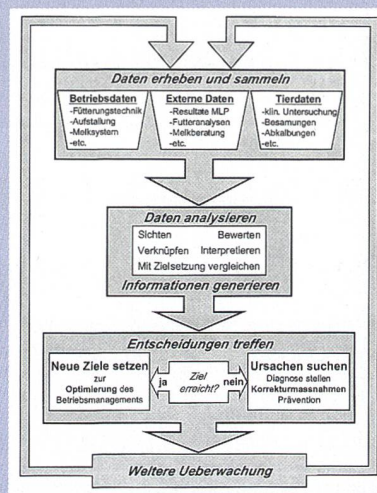 Daten erheben und sammeln
Betriebsdaten
-Fütterungstechnik
-Aufstallung
-Melksystem
-etc.
Externe Daten
-Resultate MLP
-Futteranalysen
-Melkberatung
-etc.
Tierdaten
-klin. Untersuchung
-Besamungen
-Abkalbungen
-etc.
Daten analysieren
Sichten Bewerten
Verknüpfen Interpretieren
Mit Zielsetzung vergleichen
Informationen generieren
Entscheidungen treffen
Neue Ziele setzen
zur
Optimierung des
Betriebsmanagements
ja
Ziel
erreicht?
nein
Ursachen suchen
Diagnose stellen
Korrekturmassnahmen
Prävention
Weitere Ueberwachung